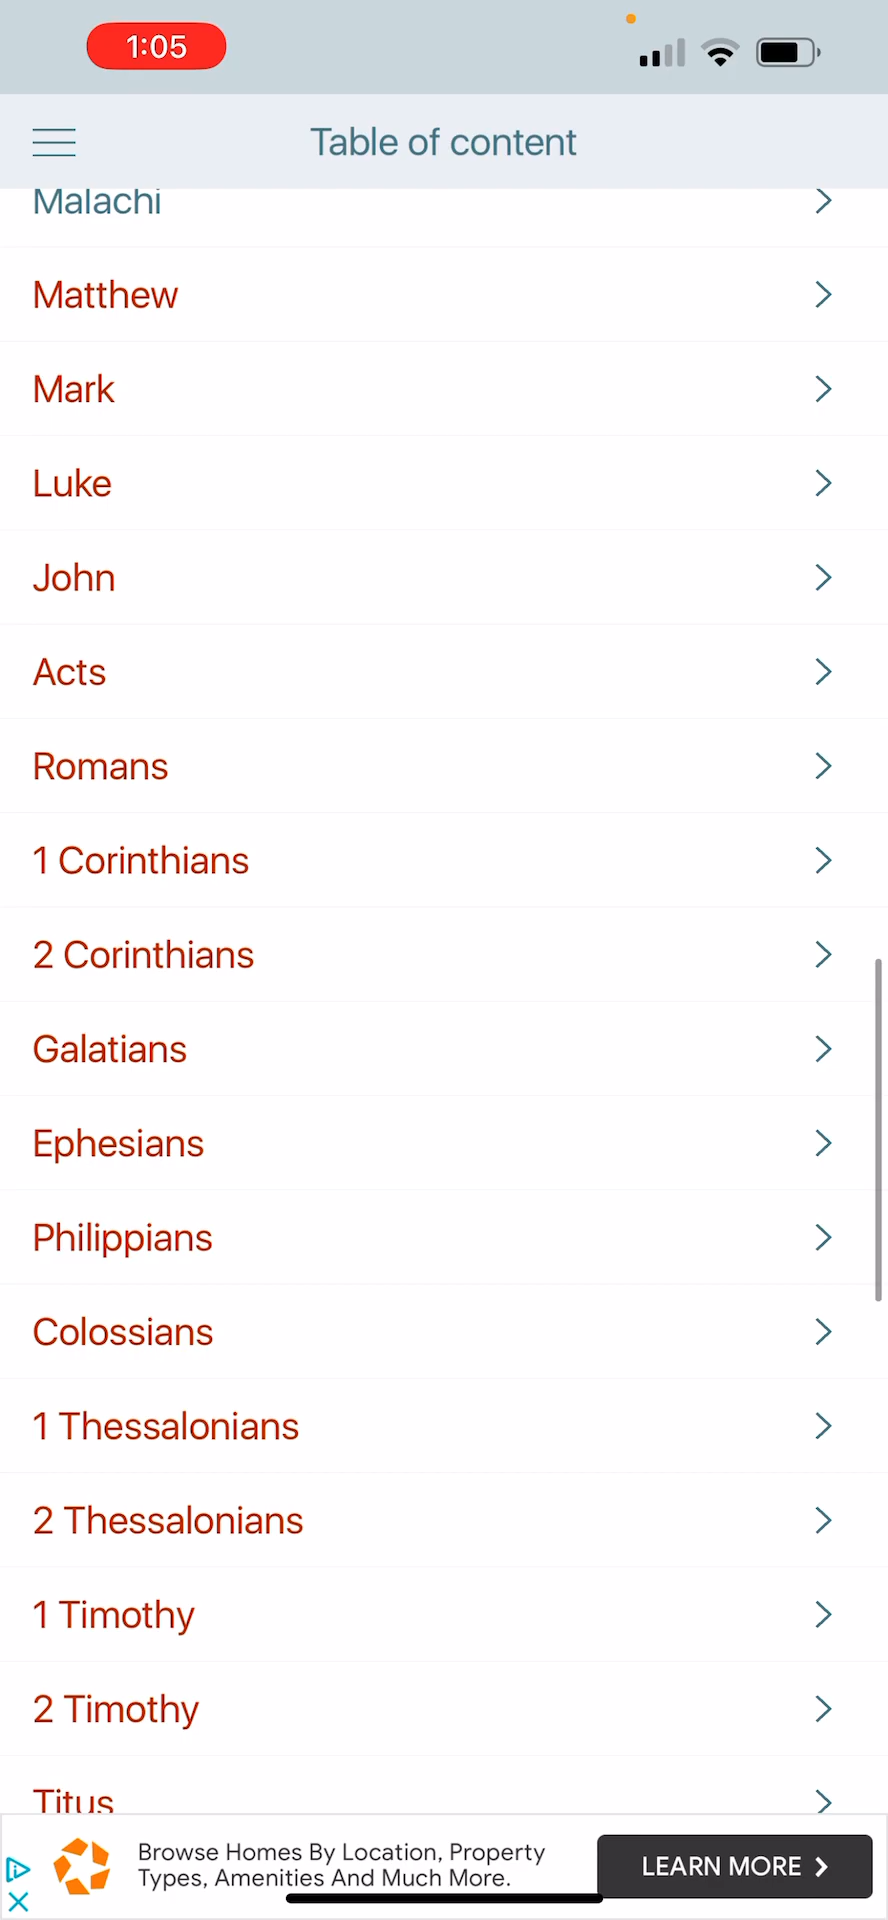 1:05
Table of content
Malachi
Matthew
Mark
Luke
John
Acts
Romans
1 Corinthians
2 Corinthians
Galatians
Ephesians
Philippians
Colossians
1 Thessalonians
2 Thessalonians
1 Timothy
2 Timothy
Titus
Browse Homes By Location, Property
Types, Amenities And Much More.
LEARN MORE